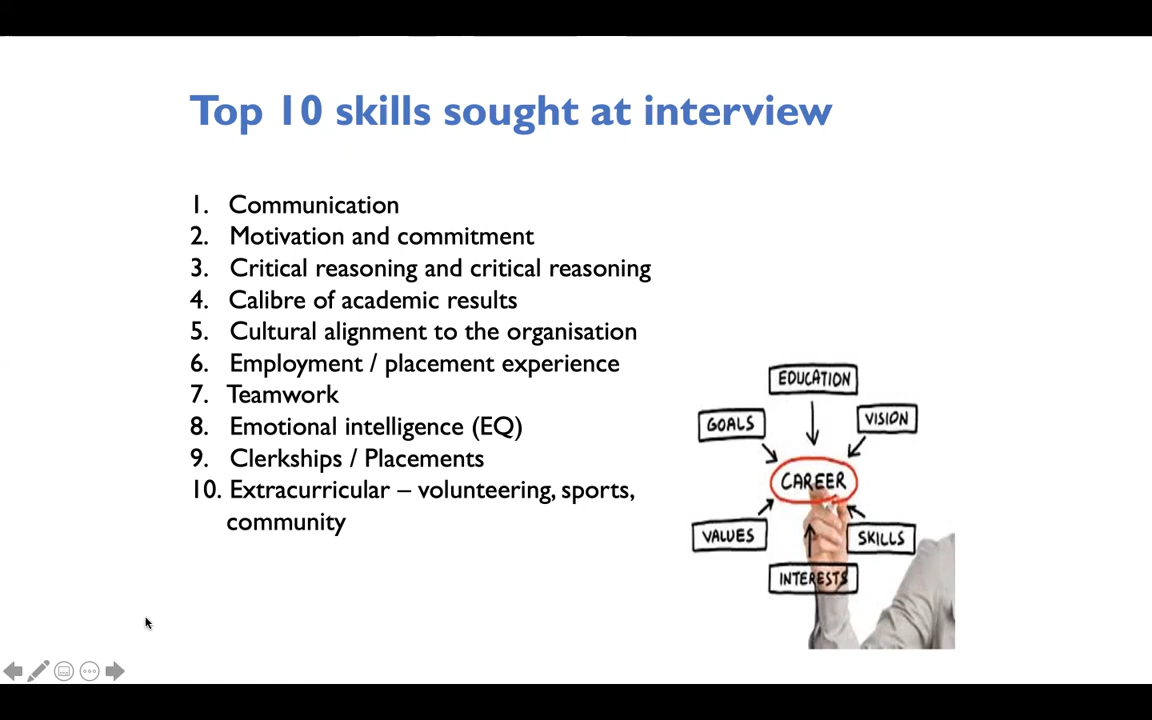 Top 10 skills sought at interview
1. Communication
2. Motivation and commitment
3. Critical reasoning and critical reasoning
4. Calibre of academic results
5. Cultural alignment to the organisation
6. Employment / placement experience
7. Teamwork
8. Emotional intelligence (EQ)
9. Clerkships / Placements
10. Extracurricular – volunteering, sports,
community
EDUCATION
GOALS
VISION
CAREER
VALUES
SKILLS
INTERESTS